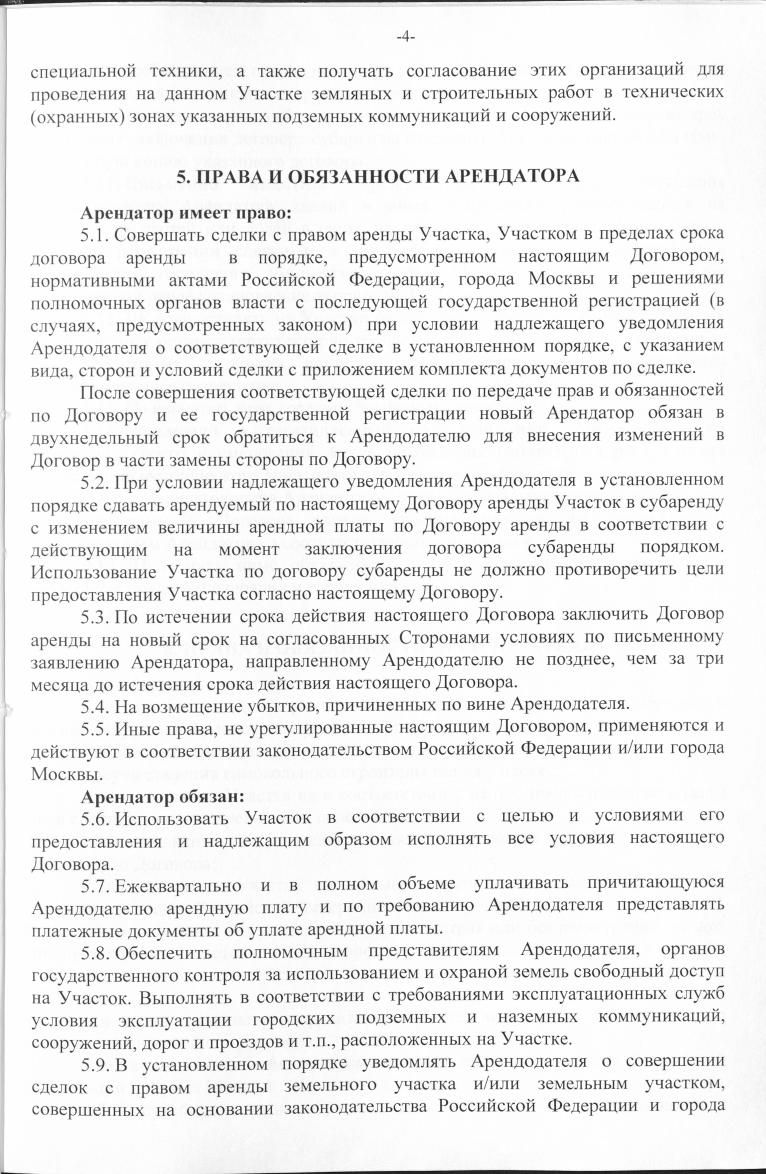 -4-
специальной техники, а также получать согласование этих организаций для
проведения на данном Участке земляных и строительных работ в технических
(охранных) зонах указанных подземных коммуникаций и сооружений.
5. ПРАВА И ОБЯЗАННОСТИ АРЕНДАТОРА
Арендатор имеет право:
5.1. Совершать сделки с правом аренды Участка, Участком в пределах срока
договора аренды в порядке, предусмотренном настоящим Договором,
нормативными актами Российской Федерации, города Москвы и решениями
полномочных органов власти с последующей государственной регистрацией (в
случаях, предусмотренных законом) при условии надлежащего уведомления
Арендодателя о соответствующей сделке в установленном порядке, с указанием
вида, сторон и условий сделки с приложением комплекта документов по сделке.
После совершения соответствующей сделки по передаче прав и обязанностей
по Договору и ее государственной регистрации новый Арендатор обязан в
двухнедельный срок обратиться к Арендодателю для внесения изменений в
Договор в части замены стороны по Договору.
5.2. При условии надлежащего уведомления Арендодателя в установленном
порядке сдавать арендуемый по настоящему Договору аренды Участок в субаренду
с изменением величины арендной платы по Договору аренды в соответствии с
действующим на момент заключения договора субаренды порядком.
Использование Участка по договору субаренды не должно противоречить цели
предоставления Участка согласно настоящему Договору.
5.3. По истечении срока действия настоящего Договора заключить Договор
аренды на новый срок на согласованных Сторонами условиях по письменному
заявлению Арендатора, направленному Арендодателю не позднее, чем за три
месяца до истечения срока действия настоящего Договора.
5.4. На возмещение убытков, причиненных по вине Арендодателя.
5.5. Иные права, не урегулированные настоящим Договором, применяются и
действуют в соответствии законодательством Российской Федерации и/или города
Москвы.
Арендатор обязан:
5.6. Использовать Участок в соответствии с целью и условиями его
предоставления и надлежащим образом исполнять все условия настоящего
Договора.
5.7. Ежеквартально и в полном объеме уплачивать причитающуюся
Арендодателю арендную плату и по требованию Арендодателя представлять
платежные документы об уплате арендной платы.
5.8. Обеспечить полномочным представителям Арендодателя, органов
государственного контроля за использованием и охраной земель свободный доступ
на Участок. Выполнять в соответствии с требованиями эксплуатационных служб
условия эксплуатации городских подземных и наземных коммуникаций,
сооружений, дорог и проездов и т.п., расположенных на Участке.
5.9. В установленном порядке уведомлять Арендодателя о совершении
сделок с правом аренды земельного участка и/или земельным участком,
совершенных на основании законодательства Российской Федерации и города